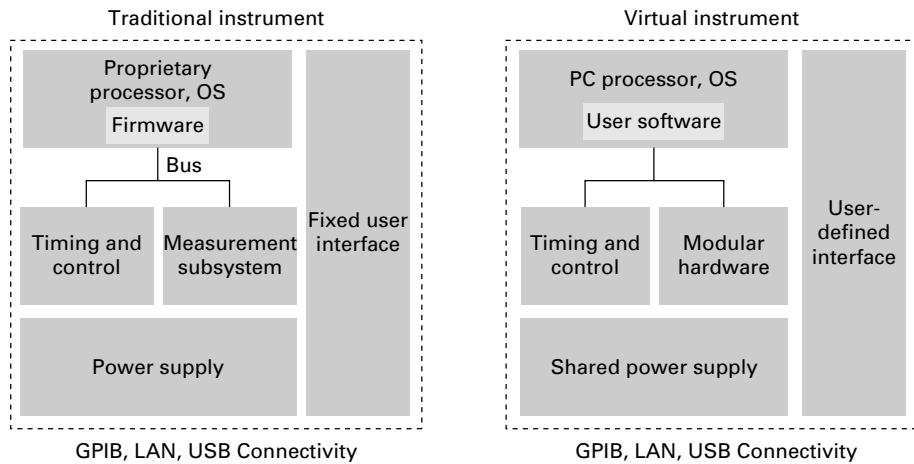 Traditional instrument
Proprietary
processor, OS
Firmware
Bus
Timing and
control
Measurement
subsystem
Fixed user
interface
Power supply
GPIB, LAN, USB Connectivity
Virtual instrument
PC processor, OS
User software
Timing and
control
Modular
hardware
User-
defined
interface
Shared power supply
GPIB, LAN, USB Connectivity